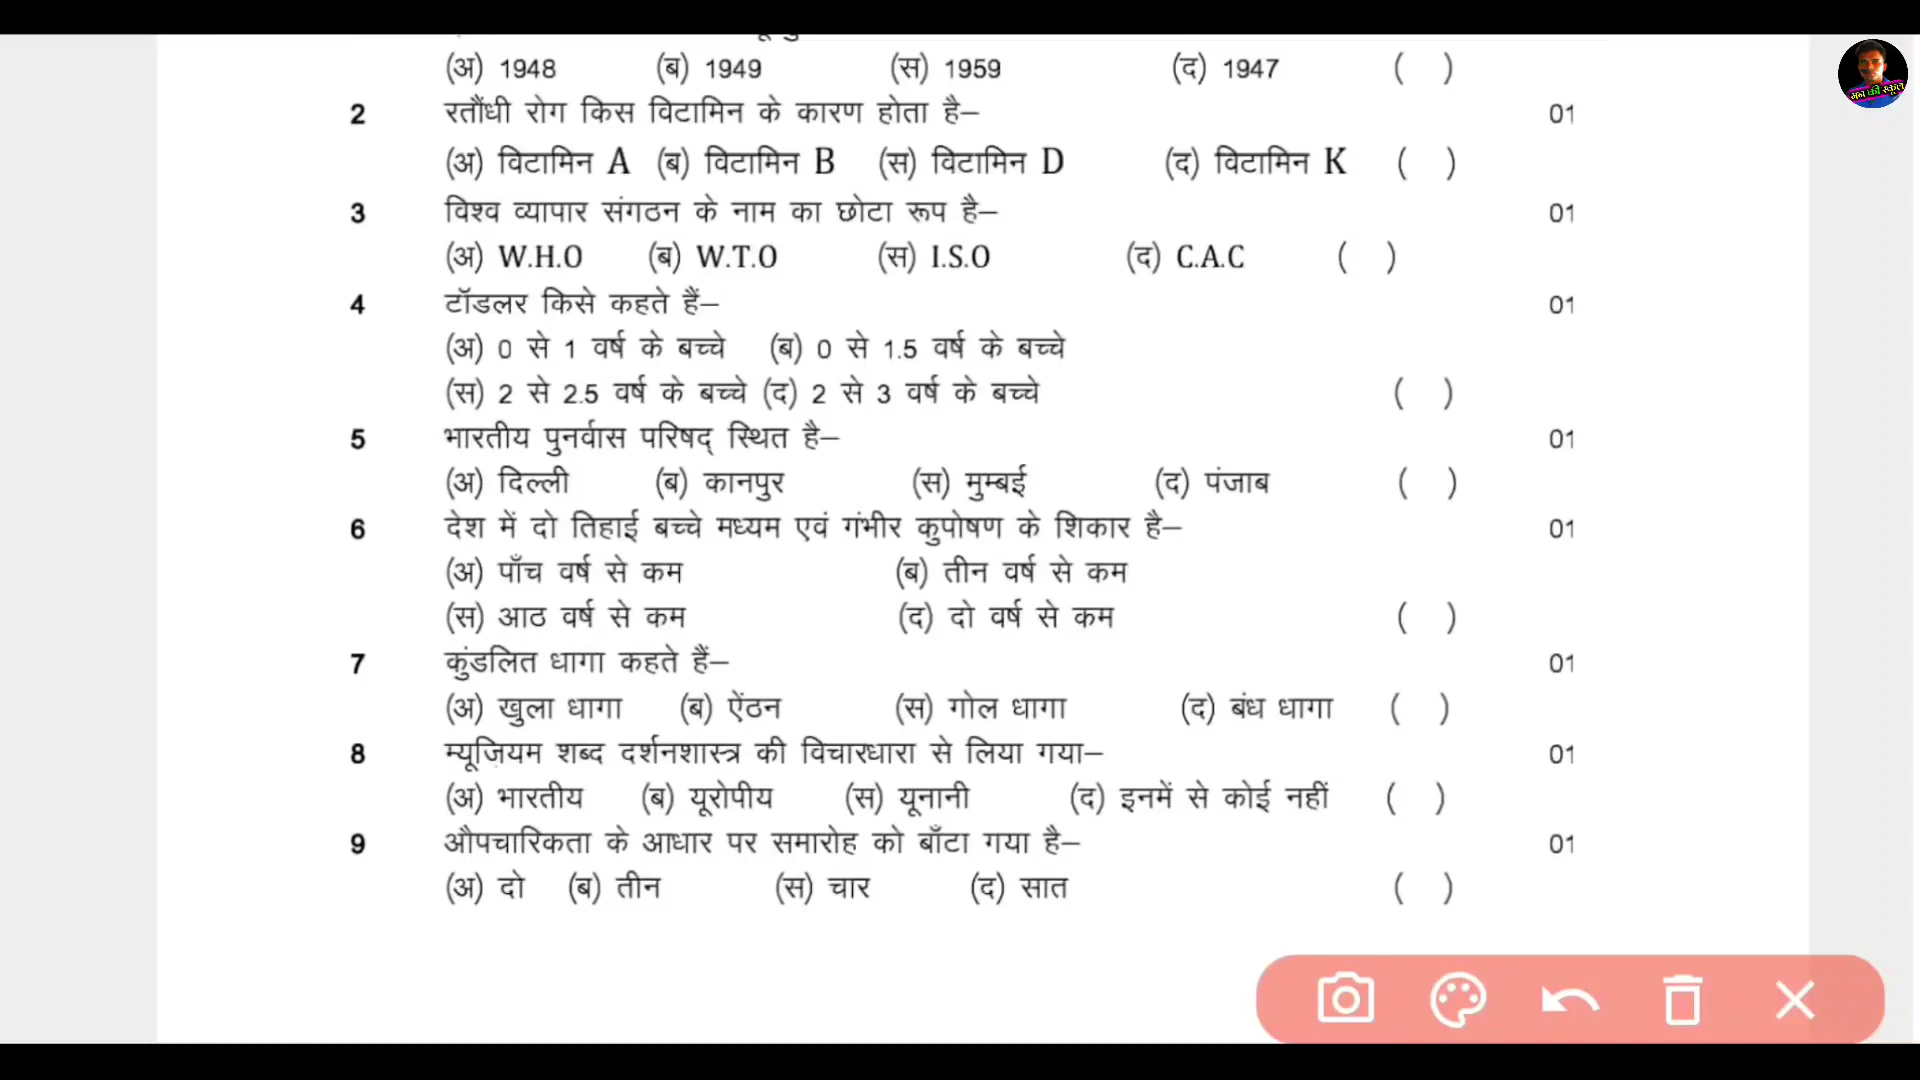 (अ) 1948 (ब) 1949 (स) 1959 (द) 1947 ( )
2 रतौंधी रोग किस विटामिन के कारण होता है– 01
(अ) विटामिन A (ब) विटामिन B (स) विटामिन D (द) विटामिन K ( )
3 विश्व व्यापार संगठन के नाम का छोटा रूप है– 01
(अ) W.H.O (ब) W.T.O (स) I.S.O (द) C.A.C ( )
4 टॉडलर किसे कहते हैं– 01
(अ) 0 से 1 वर्ष के बच्चे (ब) 0 से 1.5 वर्ष के बच्चे
(स) 2 से 2.5 वर्ष के बच्चे (द) 2 से 3 वर्ष के बच्चे ( )
5 भारतीय पुनर्वास परिषद् स्थित है– 01
(अ) दिल्ली (ब) कानपुर (स) मुम्बई (द) पंजाब ( )
6 देश में दो तिहाई बच्चे मध्यम एवं गंभीर कुपोषण के शिकार है– 01
(अ) पाँच वर्ष से कम (ब) तीन वर्ष से कम
(स) आठ वर्ष से कम (द) दो वर्ष से कम ( )
7 कुंडलित धागा कहते हैं– 01
(अ) खुला धागा (ब) ऐंठन (स) गोल धागा (द) बंध धागा ( )
8 म्यूजियम शब्द दर्शनशास्त्र की विचारधारा से लिया गया– 01
(अ) भारतीय (ब) यूरोपीय (स) यूनानी (द) इनमें से कोई नहीं ( )
9 औपचारिकता के आधार पर समारोह को बाँटा गया है– 01
(अ) दो (ब) तीन (स) चार (द) सात ( )
की स्कूल